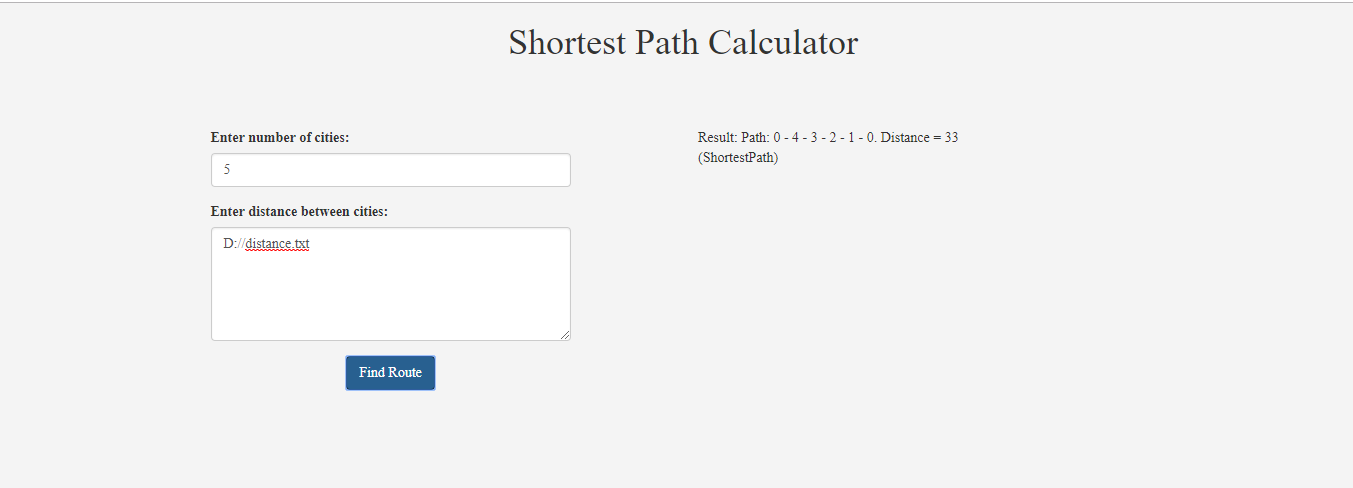 Shortest Path Calculator
Enter number of cities:
5
Enter distance between cities:
D://distance.txt
Find Route
Result: Path: 0 - 4 - 3 - 2 - 1 - 0. Distance = 33
(ShortestPath)